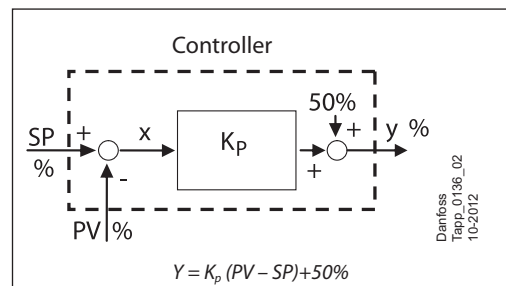 Controller
50%
SP + x K_P + y %
% - +
PV %
Danfoss
Tapp_0136_02
10-2012
Y = K_p (PV – SP)+50%